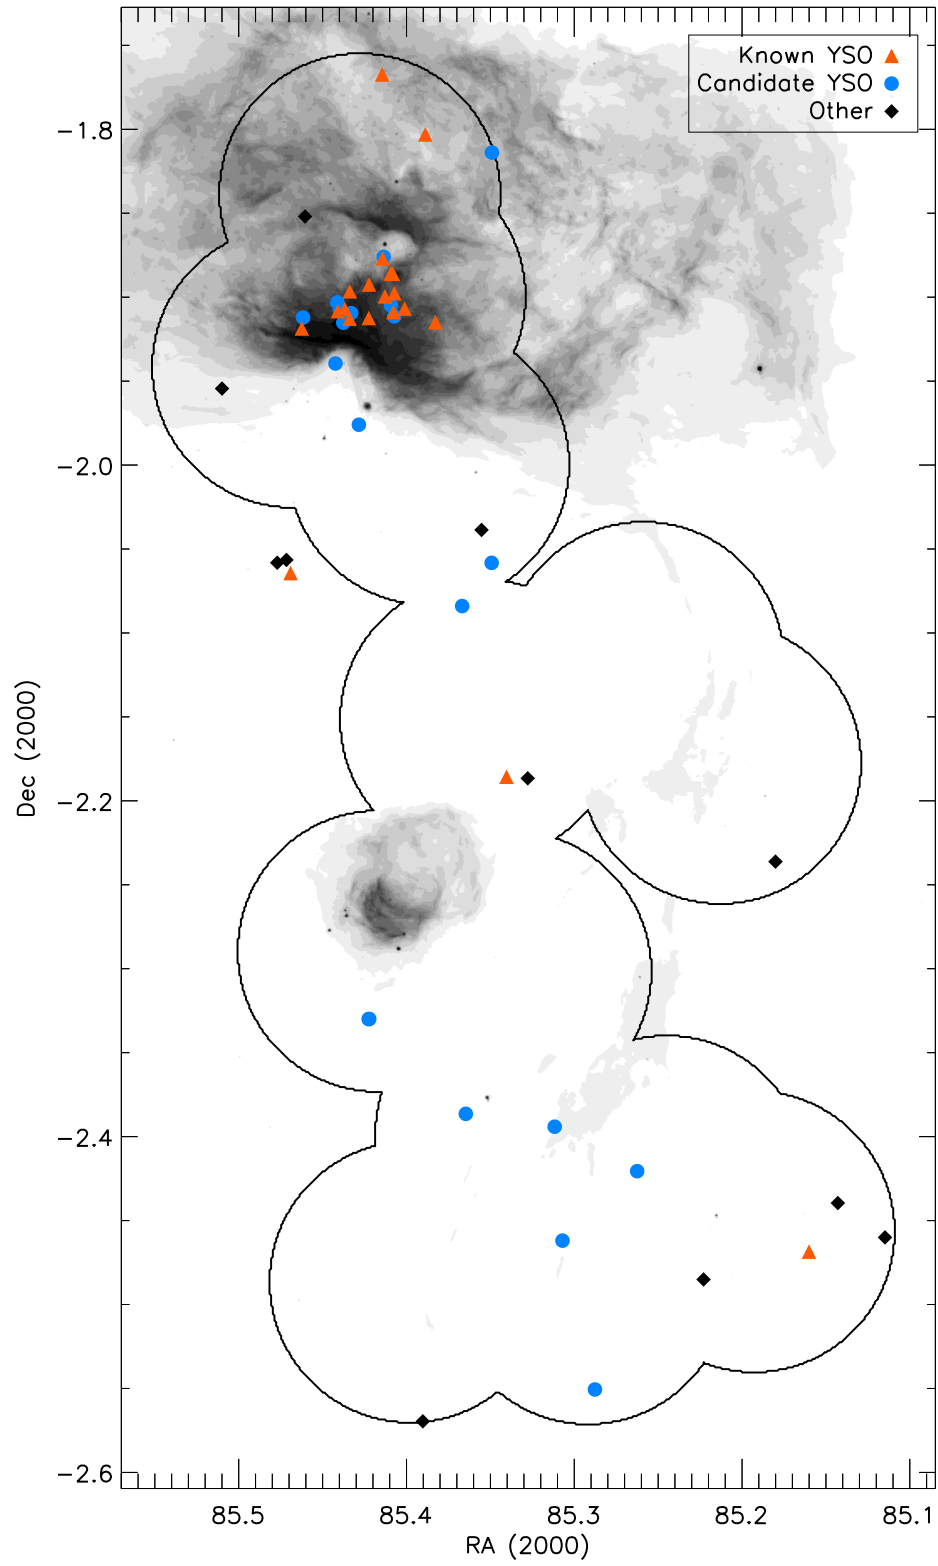 Known YSO
Candidate YSO
Other
−1.8
−2.0
−2.2
−2.4
−2.6
Dec (2000)
85.5
85.4
85.3
85.2
85.1
RA (2000)